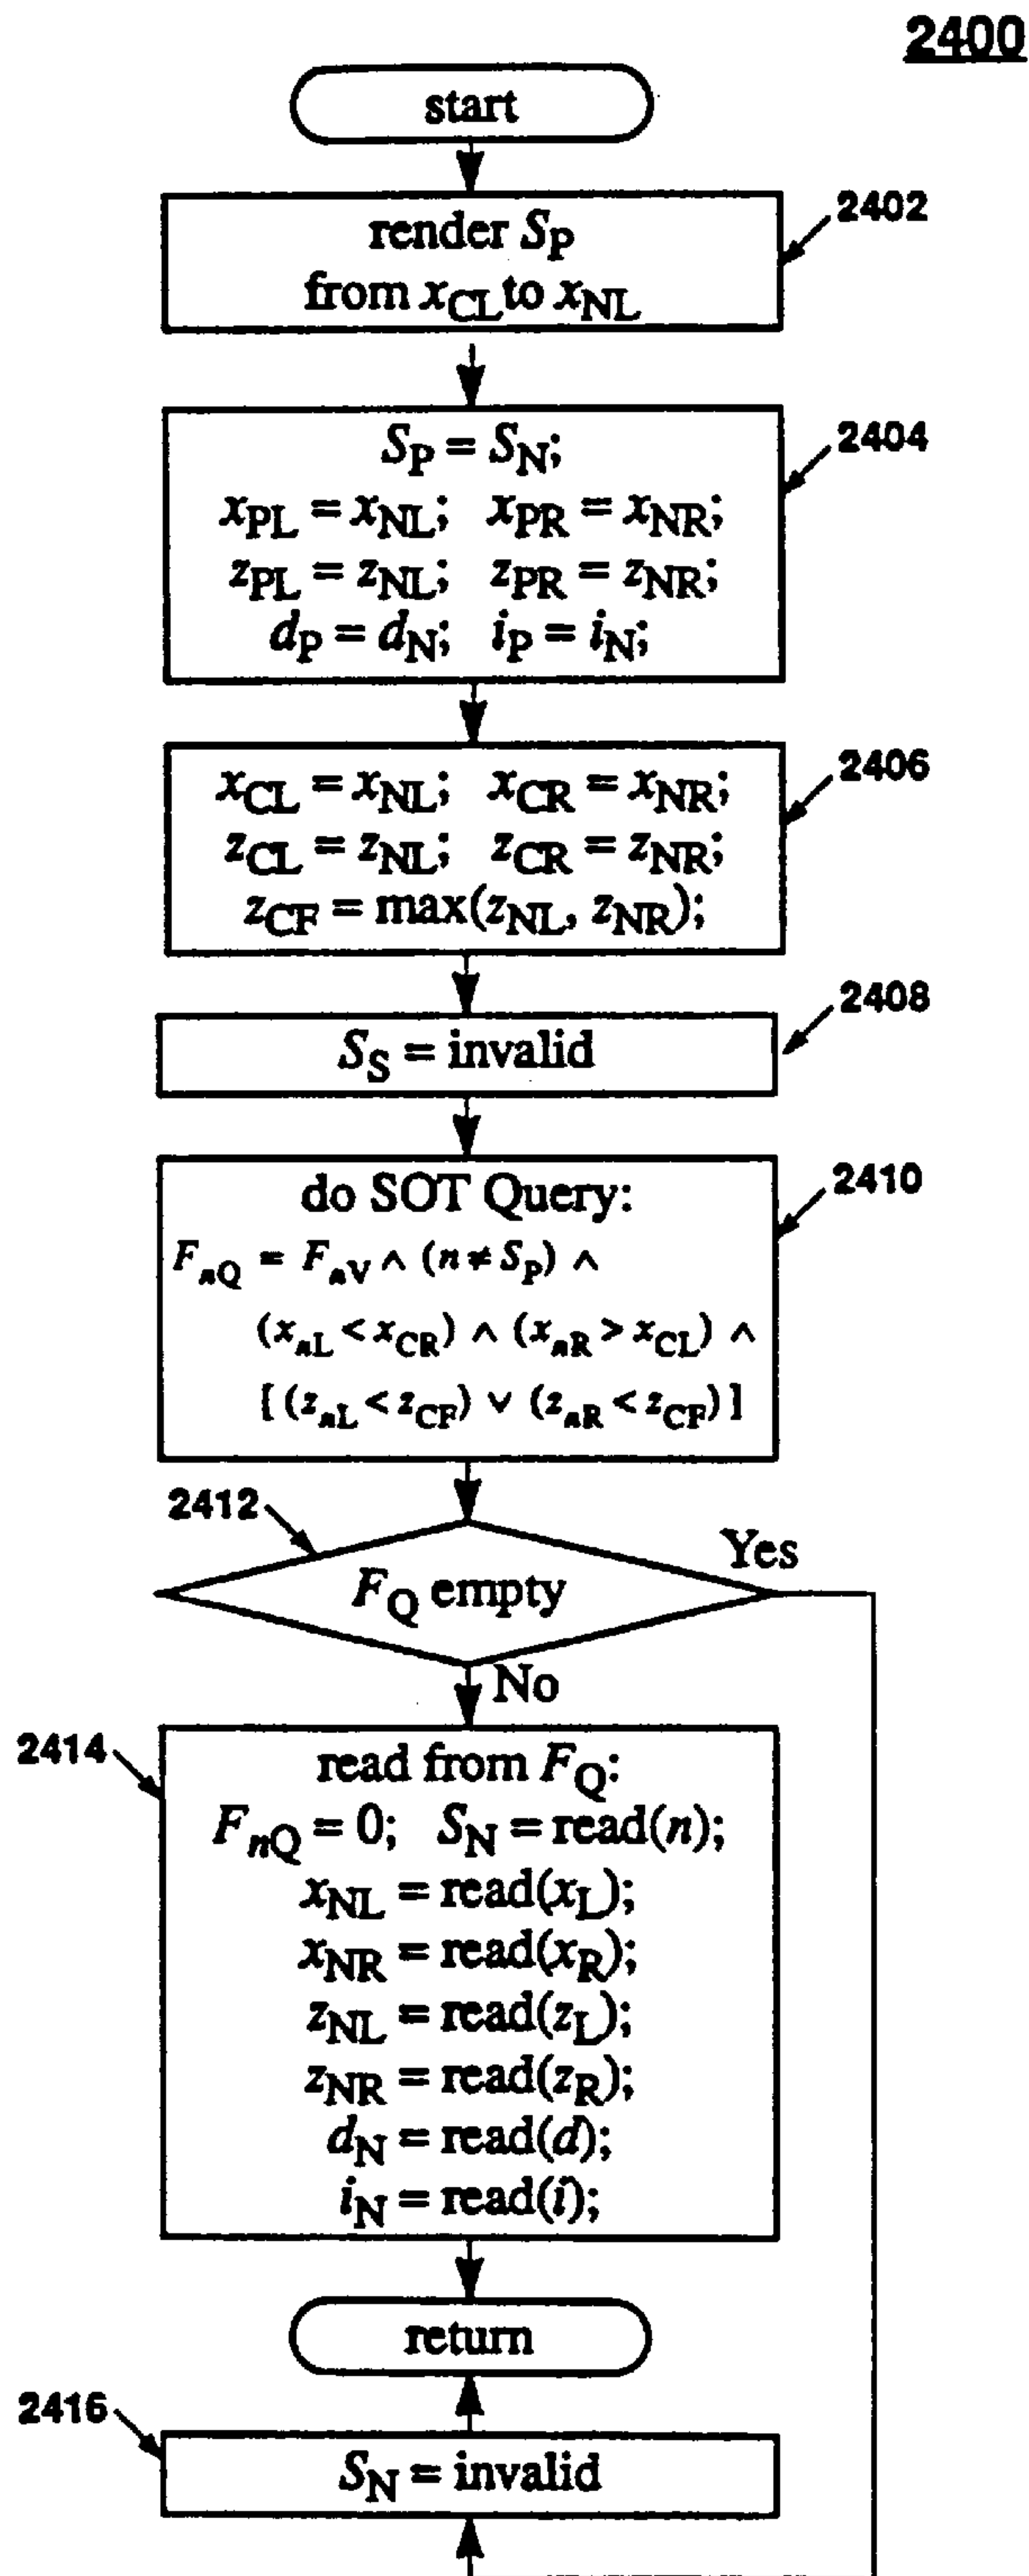 2400
start
2402
render S_P
from x_CL to x_NL
2404
S_P = S_N;
x_PL = x_NL; x_PR = x_NR;
z_PL = z_NL; z_PR = z_NR;
d_P = d_N; i_P = i_N;
2406
x_CL = x_NL; x_CR = x_NR;
z_CL = z_NL; z_CR = z_NR;
z_CF = max(z_NL, z_NR);
2408
S_S = invalid
2410
do SOT Query:
F_nQ = F_nV ∧ (n ≠ S_P) ∧
(x_nL < x_CR) ∧ (x_nR > x_CL) ∧
[(z_nL < z_CF) ∨ (z_nR < z_CF)]
2412
F_Q empty
Yes
No
2414
read from F_Q:
F_nQ = 0; S_N = read(n);
x_NL = read(x_L);
x_NR = read(x_R);
z_NL = read(z_L);
z_NR = read(z_R);
d_N = read(d);
i_N = read(i);
return
2416
S_N = invalid